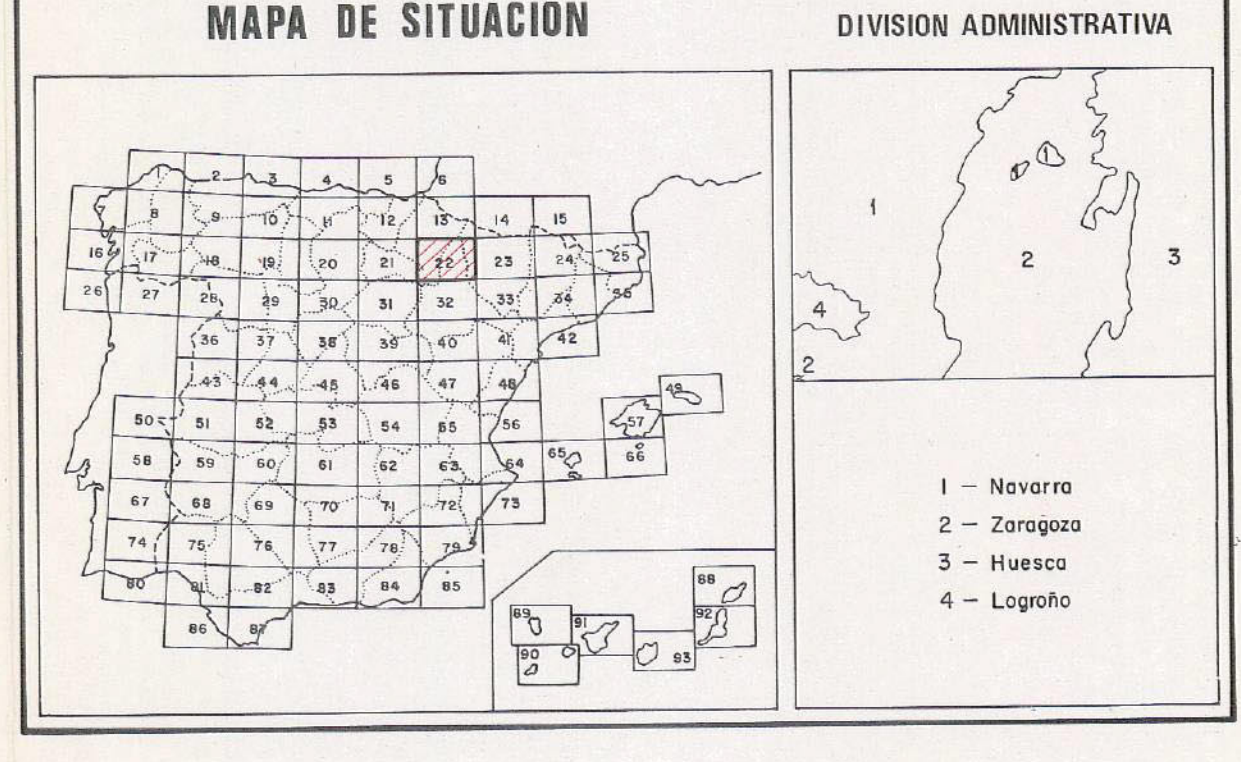 MAPA DE SITUACION
1 2 3 4 5 6
8 9 10 11 12 13 14 15
16 17 18 19 20 21 22 23 24 25
26 27 28 29 30 31 32 33 34 35
36 37 38 39 40 41 42
43 44 45 46 47 48 49
50 51 52 53 54 55 56 57
58 59 60 61 62 63 64 65 66
67 68 69 70 71 72 73
74 75 76 77 78 79
80 81 82 83 84 85
86 87
88
89 91 92
90 93
DIVISION ADMINISTRATIVA
1
1 2 3
4
2
1 – Navarra
2 – Zaragoza
3 – Huesca
4 – Logroño